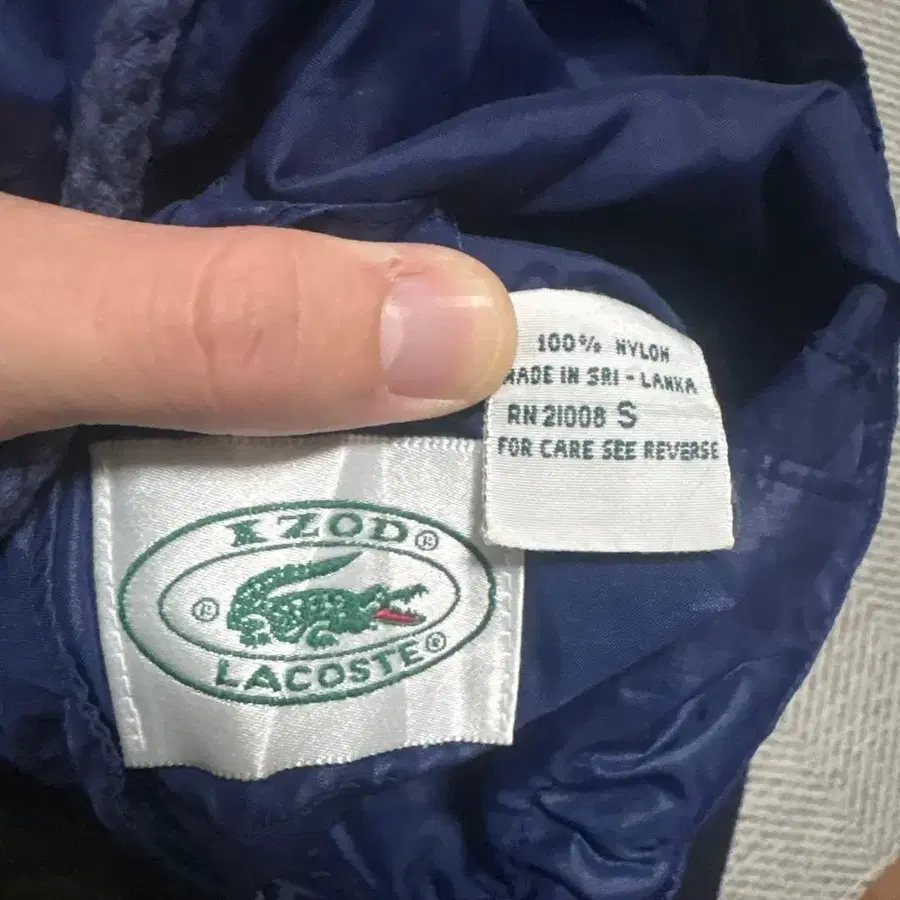 100% NYLON
MADE IN SRI-LANKA
RN 21008 S
FOR CARE SEE REVERSE
IZOD®
®
LACOSTE®